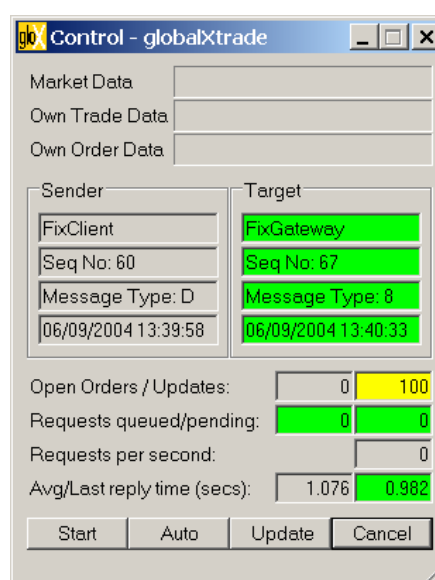 gloX Control - globalXtrade
Market Data
Own Trade Data
Own Order Data
Sender
FixClient
Seq No: 60
Message Type: D
06/09/2004 13:39:58
Target
FixGateway
Seq No: 67
Message Type: 8
06/09/2004 13:40:33
Open Orders / Updates: 0 100
Requests queued/pending: 0 0
Requests per second: 0
Avg/Last reply time (secs): 1.076 0.982
Start Auto Update Cancel